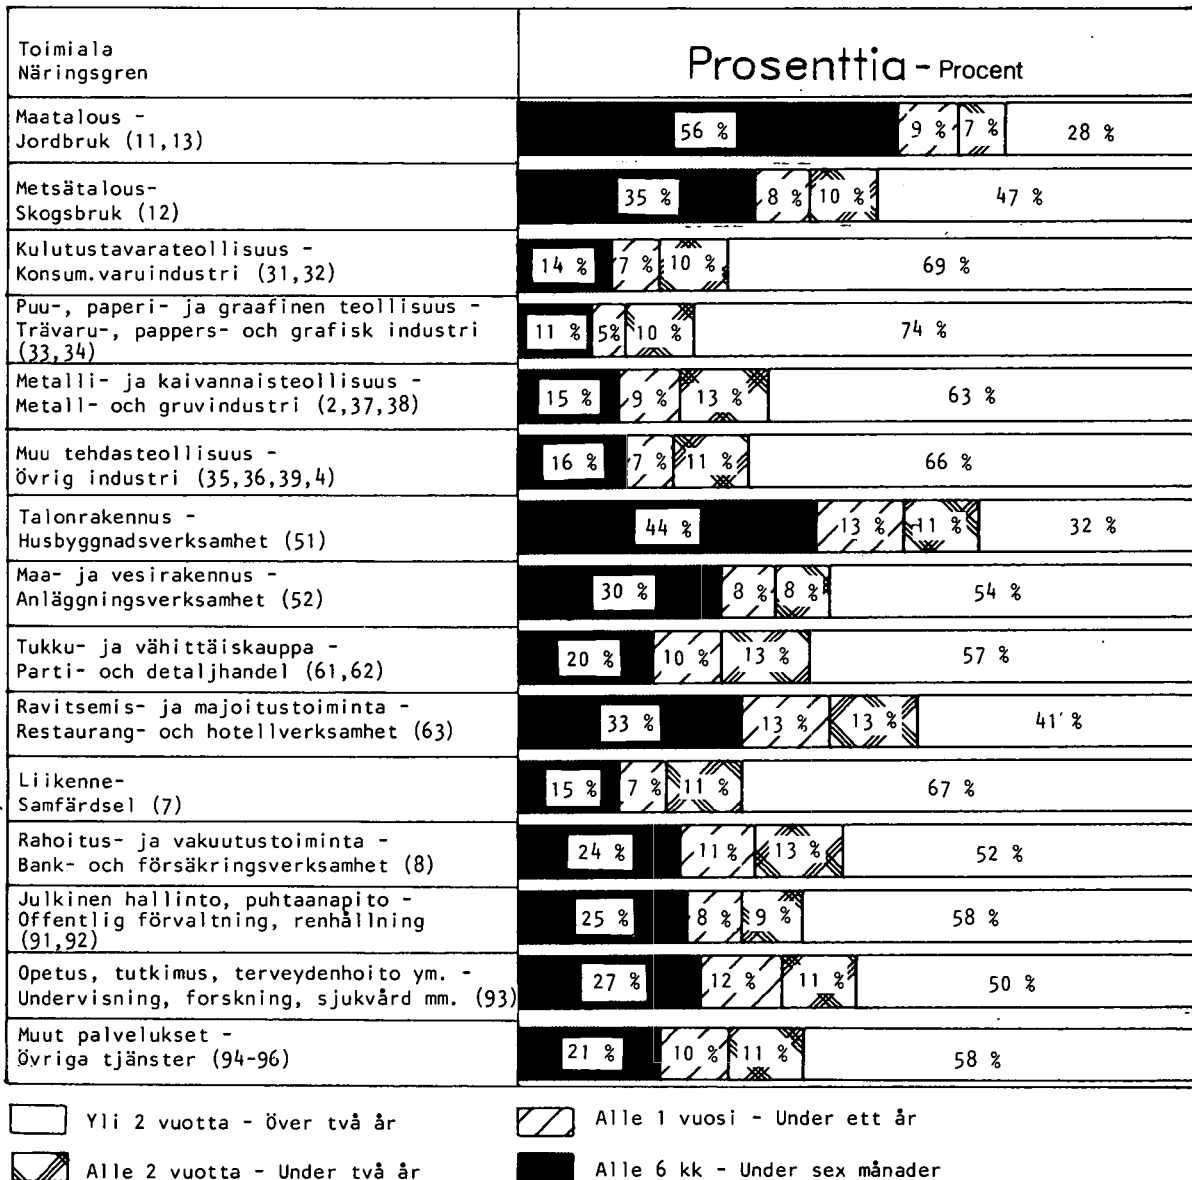 Toimiala
Näringsgren
Prosenttia - Procent
Maatalous -
Jordbruk (11,13)
56 % 9 % 7 % 28 %
Metsätalous-
Skogsbruk (12)
35 % 8 % 10 % 47 %
Kulutustavarateollisuus -
Konsum.varuindustri (31,32)
14 % 7 % 10 % 69 %
Puu-, paperi- ja graafinen teollisuus -
Trävaru-, pappers- och grafisk industri
(33,34)
11 % 5% 10 % 74 %
Metalli- ja kaivannaisteollisuus -
Metall- och gruvindustri (2,37,38)
15 % 9 % 13 % 63 %
Muu tehdasteollisuus -
Övrig industri (35,36,39,4)
16 % 7 % 11 % 66 %
Talonrakennus -
Husbyggnadsverksamhet (51)
44 % 13 % 11 % 32 %
Maa- ja vesirakennus -
Anläggningsverksamhet (52)
30 % 8 % 8 % 54 %
Tukku- ja vähittäiskauppa -
Parti- och detaljhandel (61,62)
20 % 10 % 13 % 57 %
Ravitsemis- ja majoitustoiminta -
Restaurang- och hotellverksamhet (63)
33 % 13 % 13 % 41 %
Liikenne-
Samfärdsel (7)
15 % 7 % 11 % 67 %
Rahoitus- ja vakuutustoiminta -
Bank- och försäkringsverksamhet (8)
24 % 11 % 13 % 52 %
Julkinen hallinto, puhtaanapito -
Offentlig förvaltning, renhållning
(91,92)
25 % 8 % 9 % 58 %
Opetus, tutkimus, terveydenhoito ym. -
Undervisning, forskning, sjukvård mm. (93)
27 % 12 % 11 % 50 %
Muut palvelukset -
Övriga tjänster (94-96)
21 % 10 % 11 % 58 %
Yli 2 vuotta - Över två år
Alle 1 vuosi - Under ett år
Alle 2 vuotta - Under två år
Alle 6 kk - Under sex månader